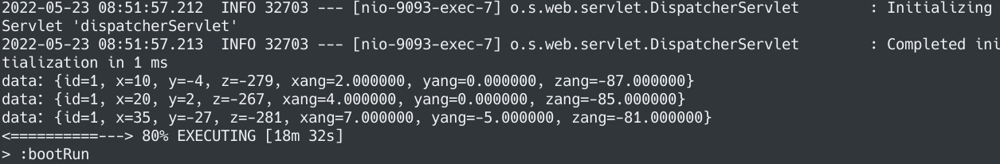 2022-05-23 08:51:57.212  INFO 32703 --- [nio-9093-exec-7] o.s.web.servlet.DispatcherServlet        : Initializing
Servlet 'dispatcherServlet'
2022-05-23 08:51:57.213  INFO 32703 --- [nio-9093-exec-7] o.s.web.servlet.DispatcherServlet        : Completed ini
tialization in 1 ms
data: {id=1, x=10, y=-4, z=-279, xang=2.000000, yang=0.000000, zang=-87.000000}
data: {id=1, x=20, y=2, z=-267, xang=4.000000, yang=0.000000, zang=-85.000000}
data: {id=1, x=35, y=-27, z=-281, xang=7.000000, yang=-5.000000, zang=-81.000000}
<==========---> 80% EXECUTING [18m 32s]
> :bootRun